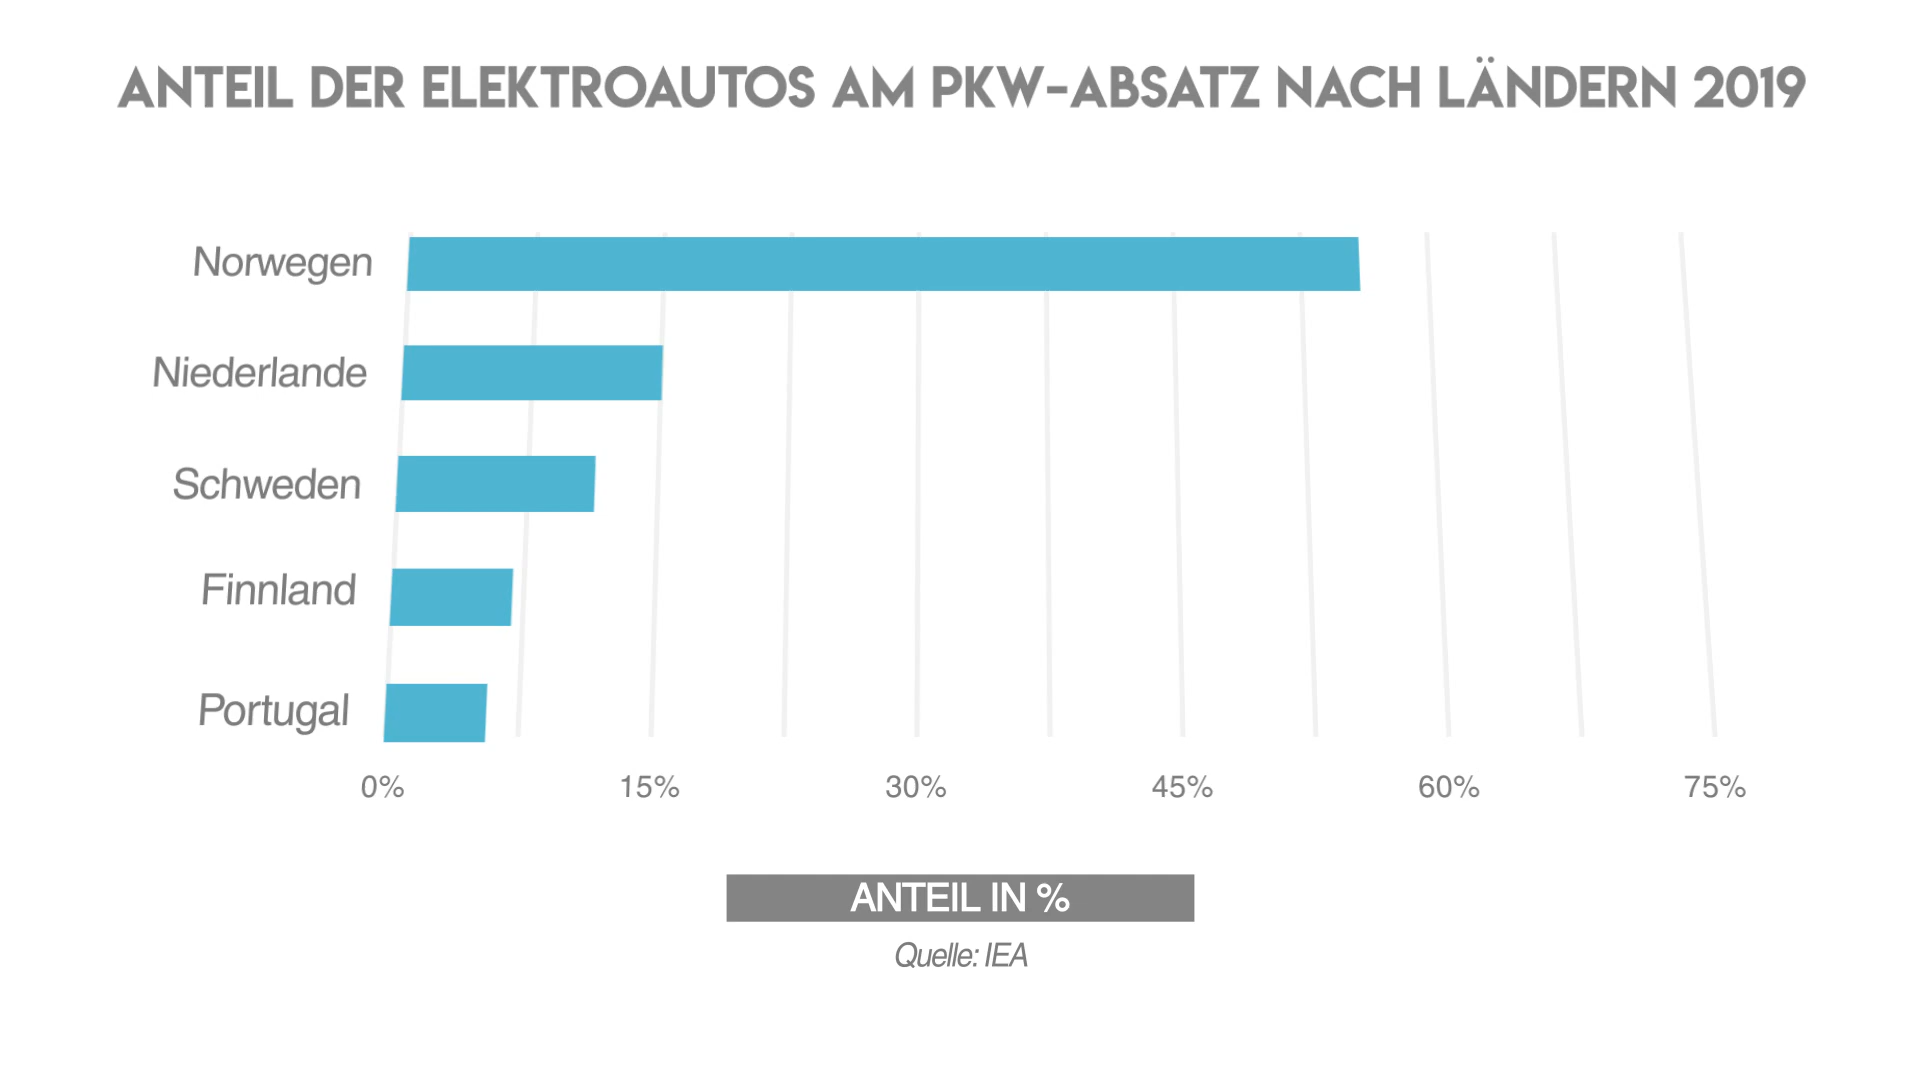 ANTEIL DER ELEKTROAUTOS AM PKW-ABSATZ NACH LÄNDERN 2019
Norwegen
Niederlande
Schweden
Finnland
Portugal
0% 15% 30% 45% 60% 75%
ANTEIL IN %
Quelle: IEA